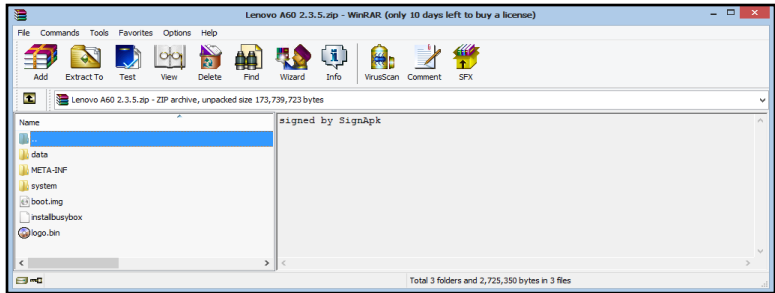 Lenovo A60 2.3.5.zip - WinRAR (only 10 days left to buy a license)
File Commands Tools Favorites Options Help
Add Extract To Test View Delete Find Wizard Info VirusScan Comment SFX
Lenovo A60 2.3.5.zip - ZIP archive, unpacked size 173,739,723 bytes
Name
signed by SignApk
..
data
META-INF
system
boot.img
installbusybox
logo.bin
Total 3 folders and 2,725,350 bytes in 3 files